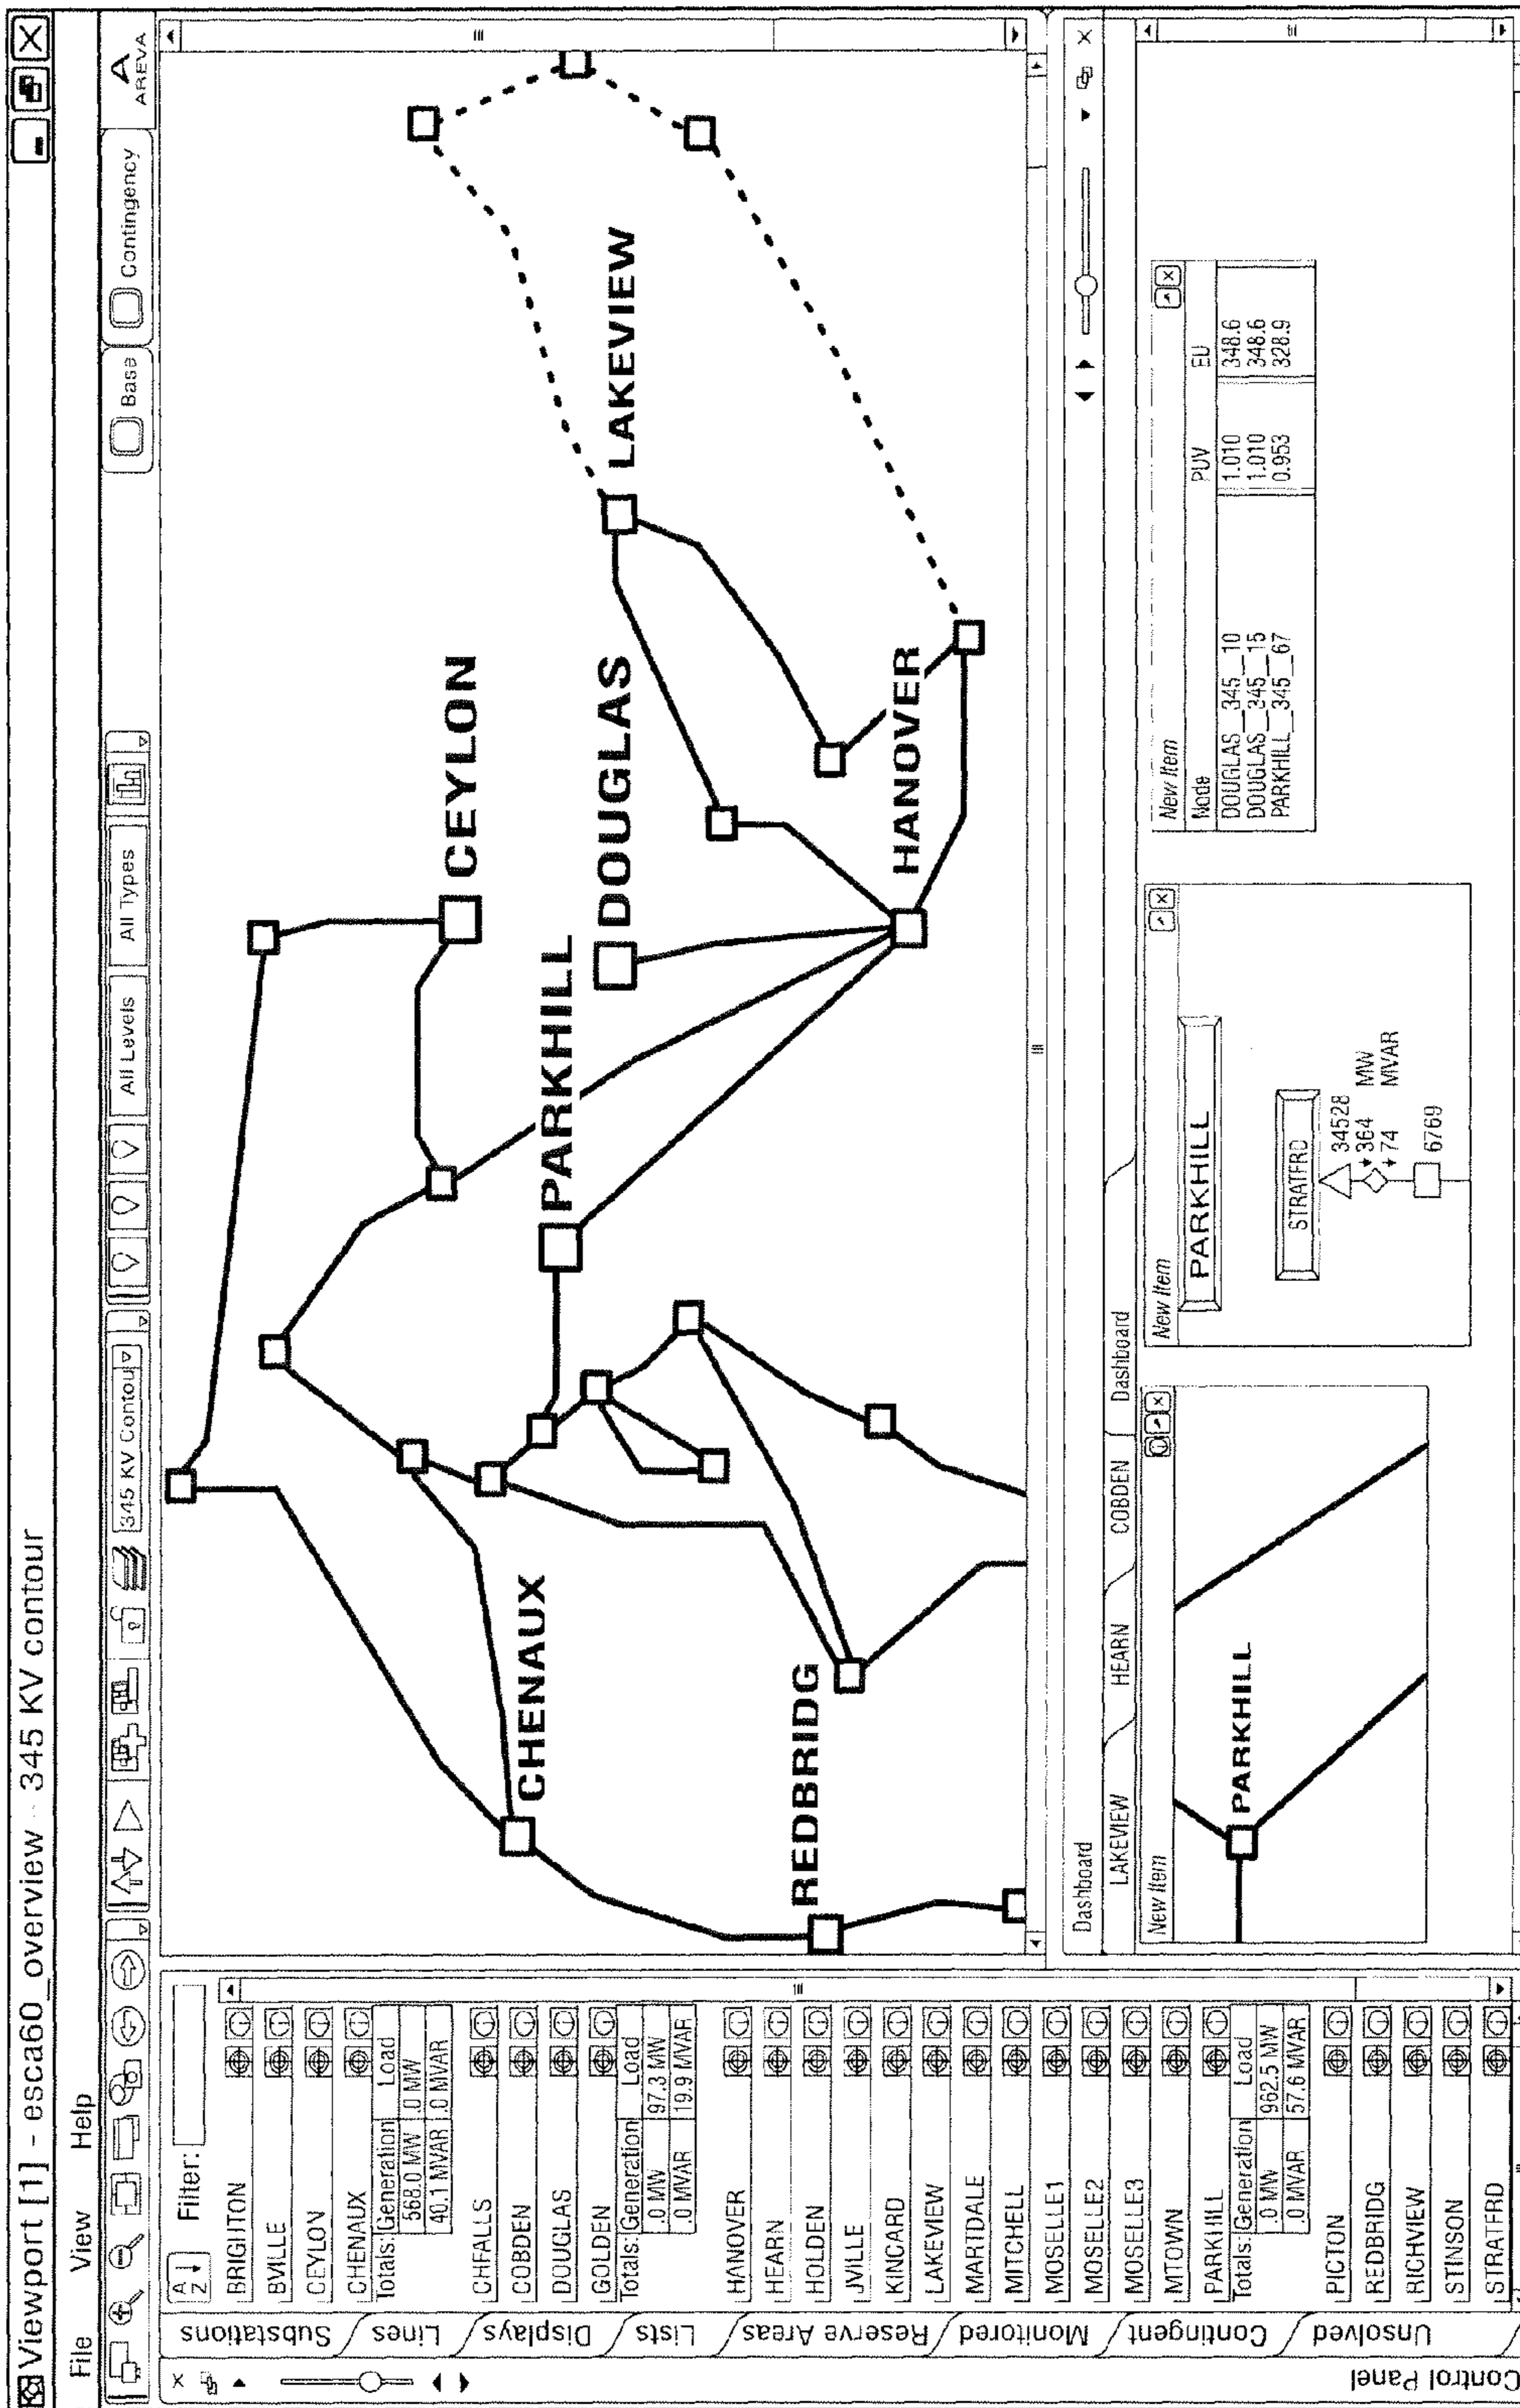 Viewport [1] - esca60_overview - 345 KV contour
File View Help
345 KV Contour
All Levels
All Types
Base
Contingency
A
AREVA
A
Z
Filter:
BRIGHTON
BVILLE
CEYLON
CHENAUX
Totals: Generation Load
568.0 MW .0 MW
40.1 MVAR .0 MVAR
CHFALLS
COBDEN
DOUGLAS
GOLDEN
Totals: Generation Load
.0 MW 97.3 MW
.0 MVAR 19.9 MVAR
HANOVER
HEARN
HOLDEN
JVILLE
KINCARD
LAKEVIEW
MARTDALE
MITCHELL
MOSELLE1
MOSELLE2
MOSELLE3
MTOWN
PARKHILL
Totals: Generation Load
.0 MW 962.5 MW
.0 MVAR 57.6 MVAR
PICTON
REDBRIDG
RICHVIEW
STINSON
STRATFRD
Substations
Lines
Displays
Lists
Reserve Areas
Monitored
Contingent
Unsolved
Control Panel
CEYLON
LAKEVIEW
DOUGLAS
PARKHILL
CHENAUX
HANOVER
REDBRIDG
Dashboard
LAKEVIEW HEARN COBDEN Dashboard
New Item
PARKHILL
New Item
PARKHILL
STRATFRD
34528
364 MW
74 MVAR
6769
New Item
Node PUV EU
DOUGLAS__345__10 1.010 348.6
DOUGLAS__345__15 1.010 348.6
PARKHILL__345__67 0.953 328.9